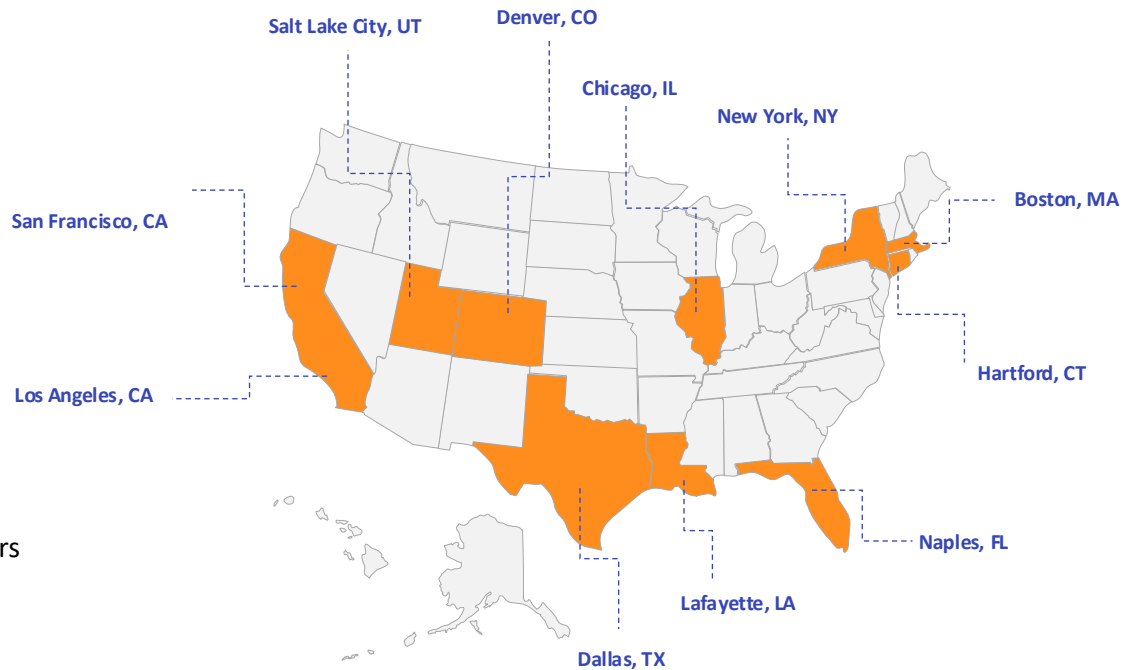 Denver, CO
Salt Lake City, UT
Chicago, IL
New York, NY
Boston, MA
San Francisco, CA
Hartford, CT
Los Angeles, CA
Naples, FL
rs
Lafayette, LA
Dallas, TX